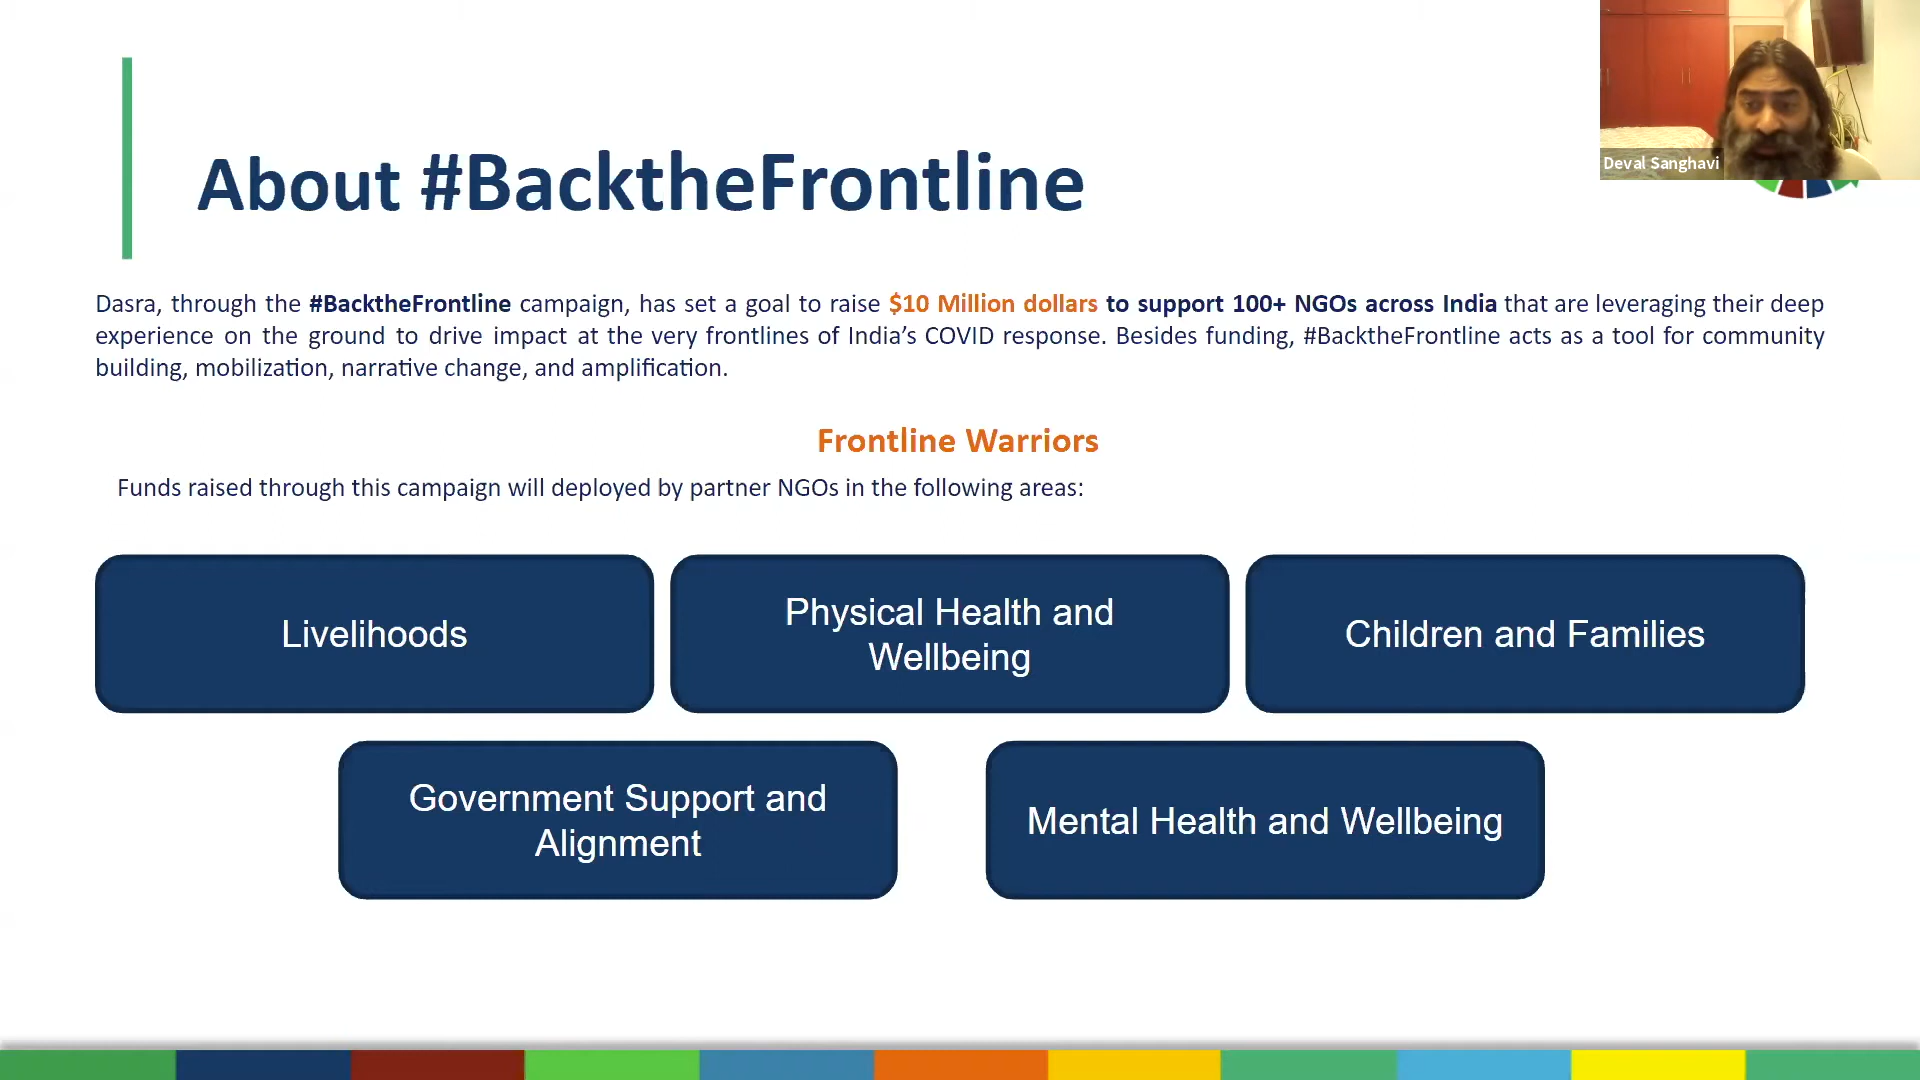 Deval Sanghavi
About #BacktheFrontline
Dasra, through the #BacktheFrontline campaign, has set a goal to raise $10 Million dollars to support 100+ NGOs across India that are leveraging their deep
experience on the ground to drive impact at the very frontlines of India’s COVID response. Besides funding, #BacktheFrontline acts as a tool for community
building, mobilization, narrative change, and amplification.
Frontline Warriors
Funds raised through this campaign will deployed by partner NGOs in the following areas:
Livelihoods
Physical Health and
Wellbeing
Children and Families
Government Support and
Alignment
Mental Health and Wellbeing